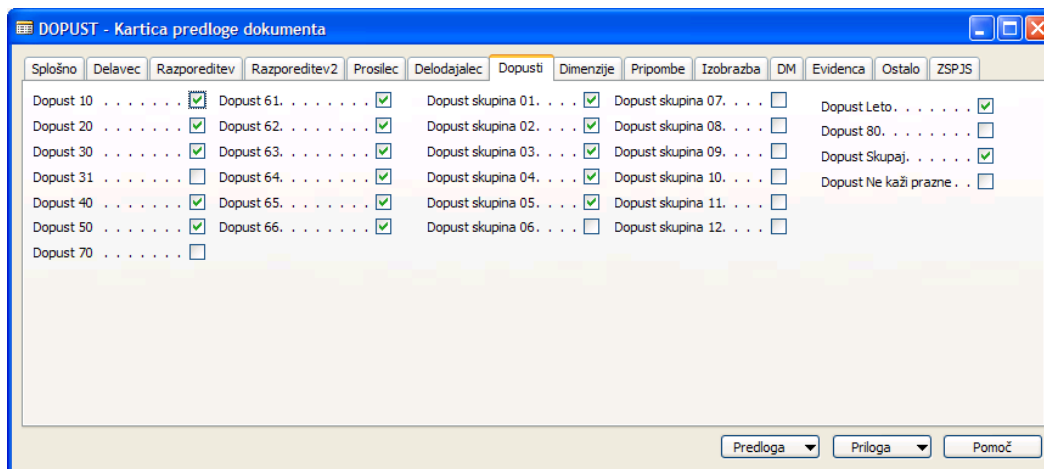 DOPUST - Kartica predloge dokumenta
Splošno Delavec Razporeditev Razporeditev2 Prosilec Delodajalec Dopusti Dimenzije Pripombe Izobrazba DM Evidenca Ostalo ZSPJS
Dopust 10 . . . . . . . Dopust 61. . . . . . . . Dopust skupina 01. . . . Dopust skupina 07. . . . Dopust Leto. . . . . . .
Dopust 20 . . . . . . . Dopust 62. . . . . . . . Dopust skupina 02. . . . Dopust skupina 08. . . . Dopust 80. . . . . . . .
Dopust 30 . . . . . . . Dopust 63. . . . . . . . Dopust skupina 03. . . . Dopust skupina 09. . . . Dopust Skupaj. . . . . .
Dopust 31 . . . . . . . Dopust 64. . . . . . . . Dopust skupina 04. . . . Dopust skupina 10. . . . Dopust Ne kaži prazne . .
Dopust 40 . . . . . . . Dopust 65. . . . . . . . Dopust skupina 05. . . . Dopust skupina 11. . . .
Dopust 50 . . . . . . . Dopust 66. . . . . . . . Dopust skupina 06. . . . Dopust skupina 12. . . .
Dopust 70 . . . . . . .
Predloga Priloga Pomoč